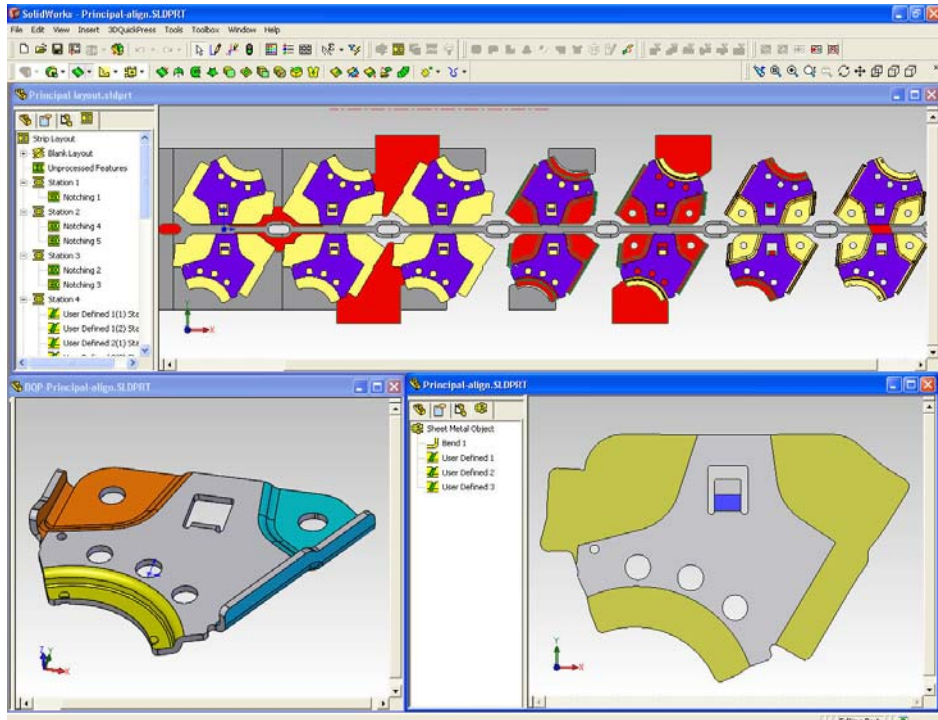 SolidWorks - Principal-align.SLDPRT
File Edit View Insert 3DQuickPress Tools Toolbox Window Help
Principal layout.sldprt
Strip Layout
Blank Layout
Unprocessed Features
Station 1
Notching 1
Station 2
Notching 4
Notching 5
Station 3
Notching 2
Notching 3
Station 4
User Defined 1(1) Sta
User Defined 1(2) Sta
User Defined 2(1) Sta
Y
X
BOP-Principal-align.SLDPRT
Z
Y
X
Principal-align.SLDPRT
Sheet Metal Object
Bend 1
User Defined 1
User Defined 2
User Defined 3
Y
X